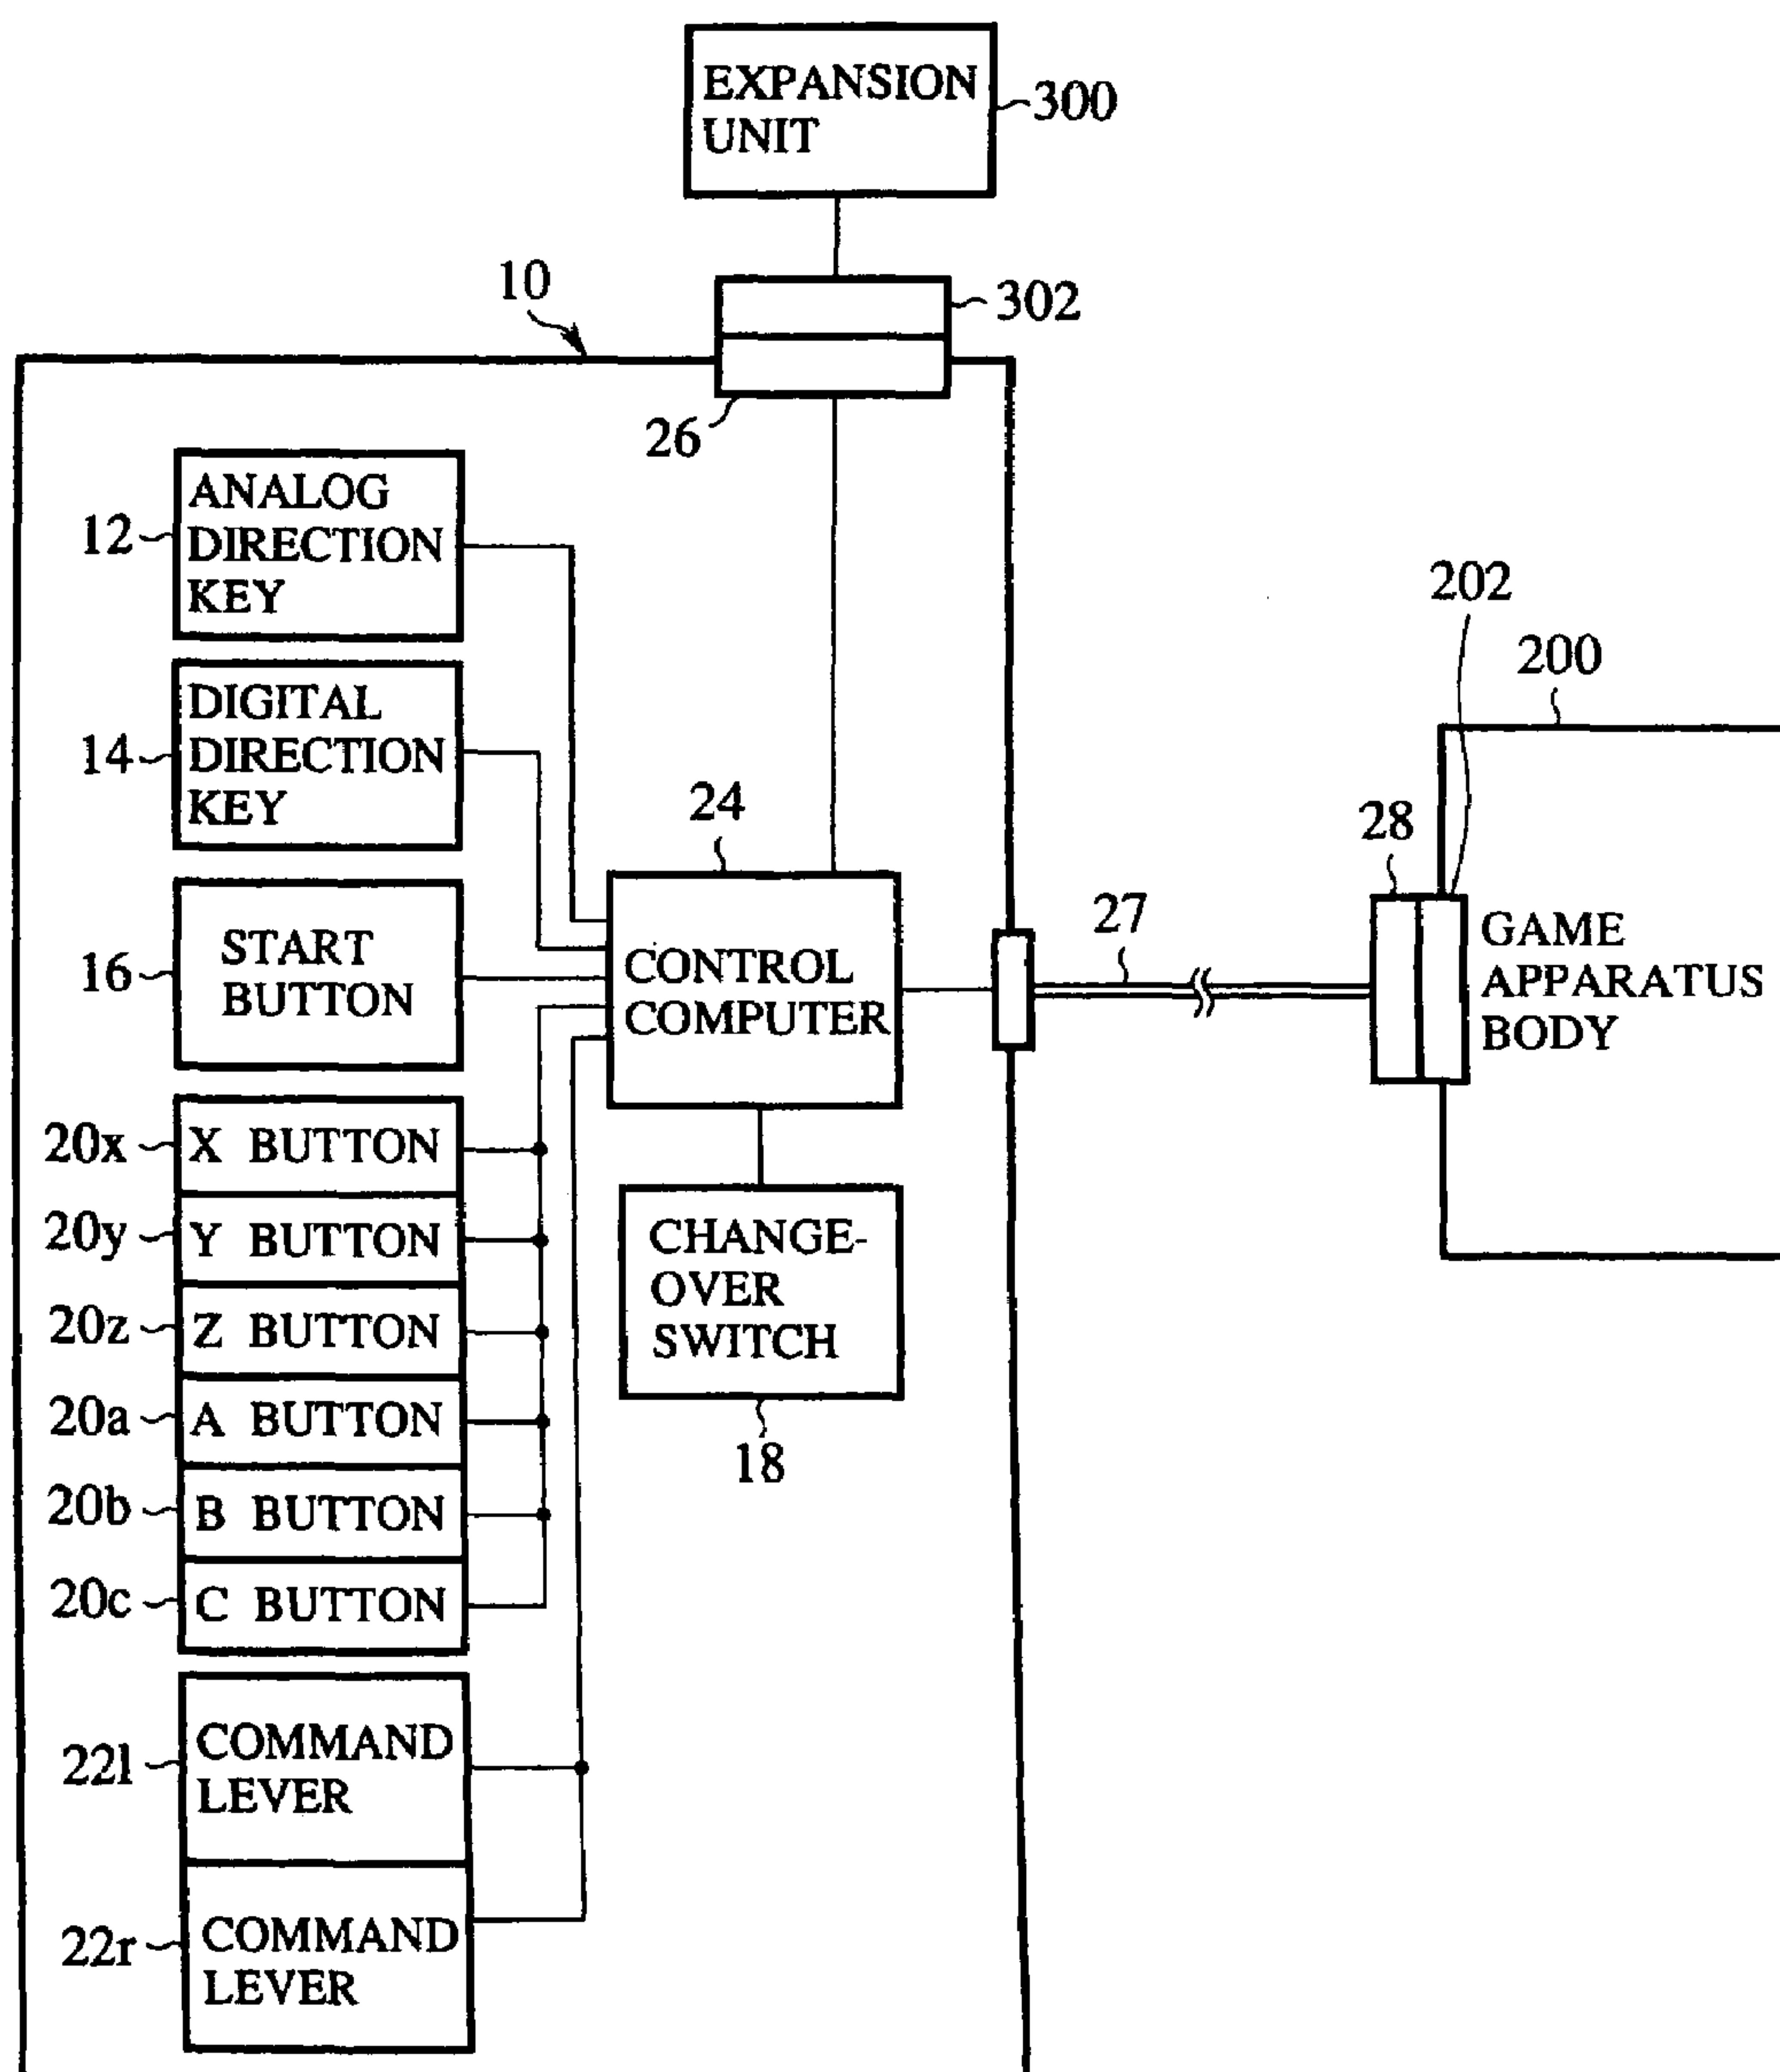 EXPANSION
UNIT
300
10
302
26
ANALOG
DIRECTION
KEY
12
DIGITAL
DIRECTION
KEY
14
START
BUTTON
16
24
CONTROL
COMPUTER
27
202
200
28
GAME
APPARATUS
BODY
20x
X BUTTON
20y
Y BUTTON
20z
Z BUTTON
20a
A BUTTON
20b
B BUTTON
20c
C BUTTON
CHANGE-
OVER
SWITCH
18
22l
COMMAND
LEVER
22r
COMMAND
LEVER